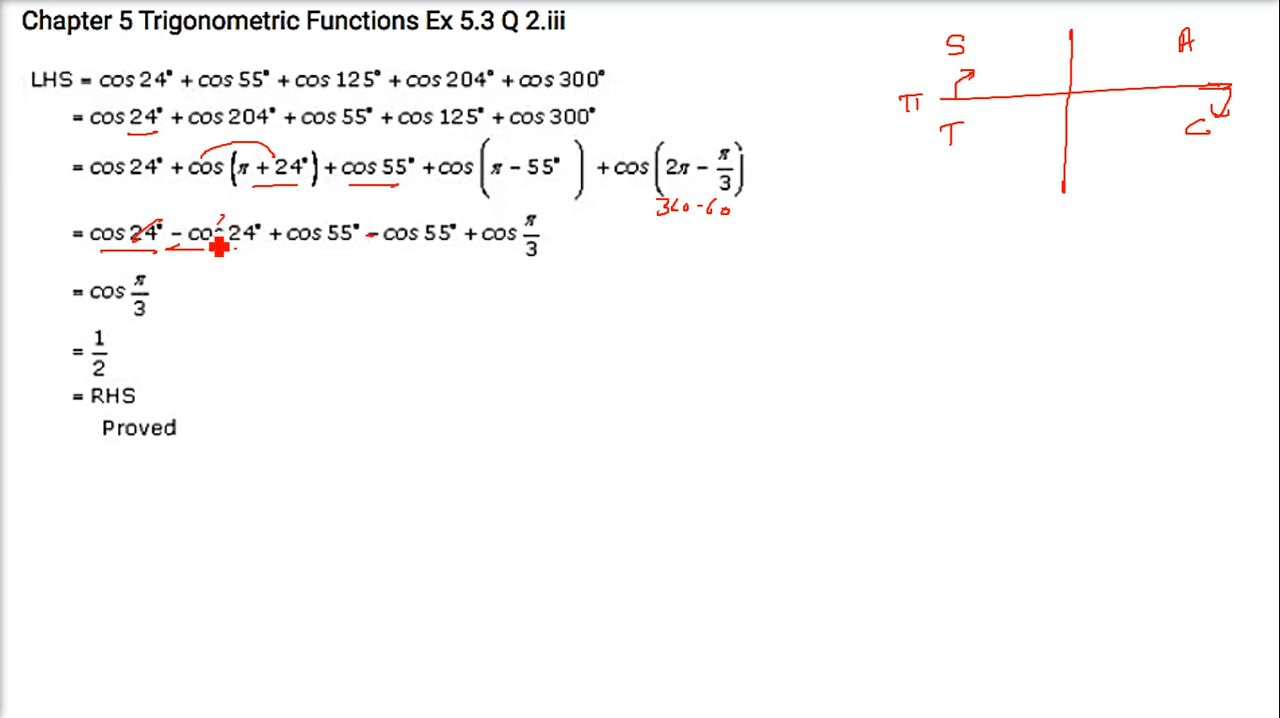 Chapter 5 Trigonometric Functions Ex 5.3 Q 2.iii
LHS = cos 24° + cos 55° + cos 125° + cos 204° + cos 300°
= cos 24° + cos 204° + cos 55° + cos 125° + cos 300°
= cos 24° + cos (π + 24°) + cos 55° + cos (π − 55°) + cos (2π − π/3)
360-60
= cos 24° − cos 24° + cos 55° − cos 55° + cos π/3
= cos π/3
= 1/2
= RHS
Proved
S A
π
T C